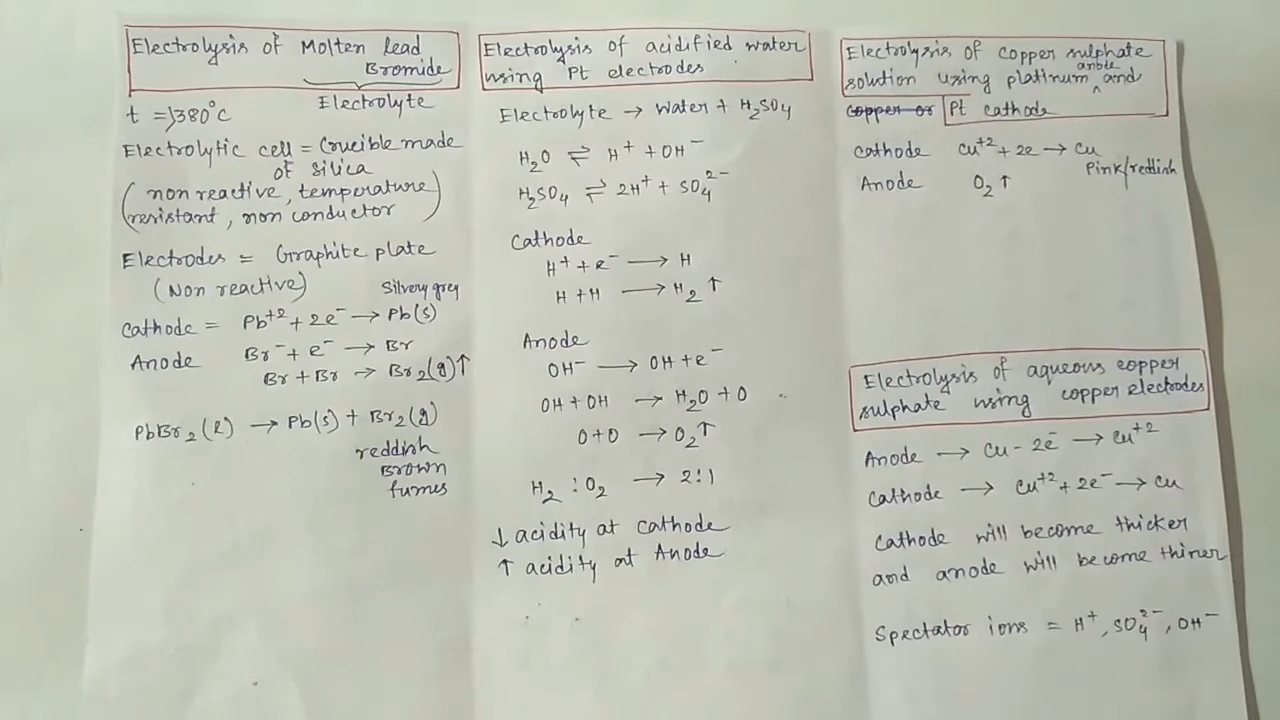 Electrolysis of Molten lead
Bromide
Electrolyte
t = >,380°C
Electrolytic cell = Crucible made
of Silica
(non reactive, temperature
resistant, non conductor)
Electrodes = Graphite plate
(Non reactive)
Silvery grey
Cathode = Pb⁺² + 2e⁻ → Pb(s)
Anode Br⁻ + e⁻ → Br
Br + Br → Br₂(g)↑
PbBr₂(l) → Pb(s) + Br₂(g)
reddish
Brown
fumes
Electrolysis of acidified water
using Pt electrodes
Electrolyte → water + H₂SO₄
H₂O ⇌ H⁺ + OH⁻
H₂SO₄ ⇌ 2H⁺ + SO₄²⁻
Cathode
H⁺ + e⁻ → H
H + H → H₂ ↑
Anode
OH⁻ → OH + e⁻
OH + OH → H₂O + O
O + O → O₂↑
H₂ : O₂ → 2:1
↓ acidity at cathode
↑ acidity at Anode
Electrolysis of copper sulphate
solution using platinum anode and
copper or Pt cathode
Cathode Cu⁺² + 2e → Cu
Pink/reddish
Anode O₂↑
Electrolysis of aqueous copper
sulphate using copper electrodes
Anode → Cu - 2e⁻ → Cu⁺²
Cathode → Cu⁺² + 2e⁻ → Cu
Cathode will become thicker
and anode will become thiner
Spectator ions = H⁺, SO₄²⁻, OH⁻